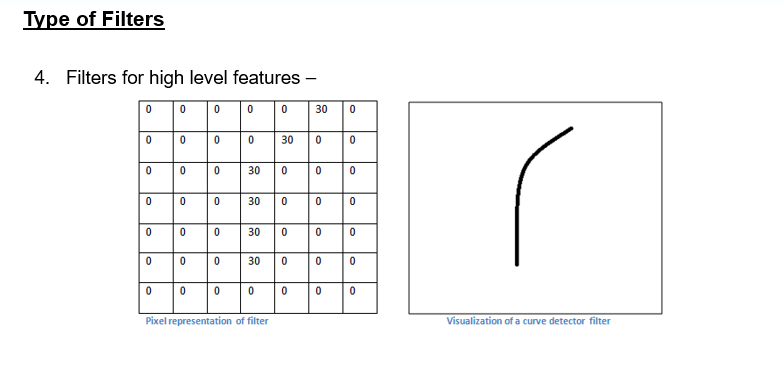 Type of Filters
4. Filters for high level features –
0 0 0 0 0 30 0
0 0 0 0 30 0 0
0 0 0 30 0 0 0
0 0 0 30 0 0 0
0 0 0 30 0 0 0
0 0 0 30 0 0 0
0 0 0 0 0 0 0
Pixel representation of filter
Visualization of a curve detector filter